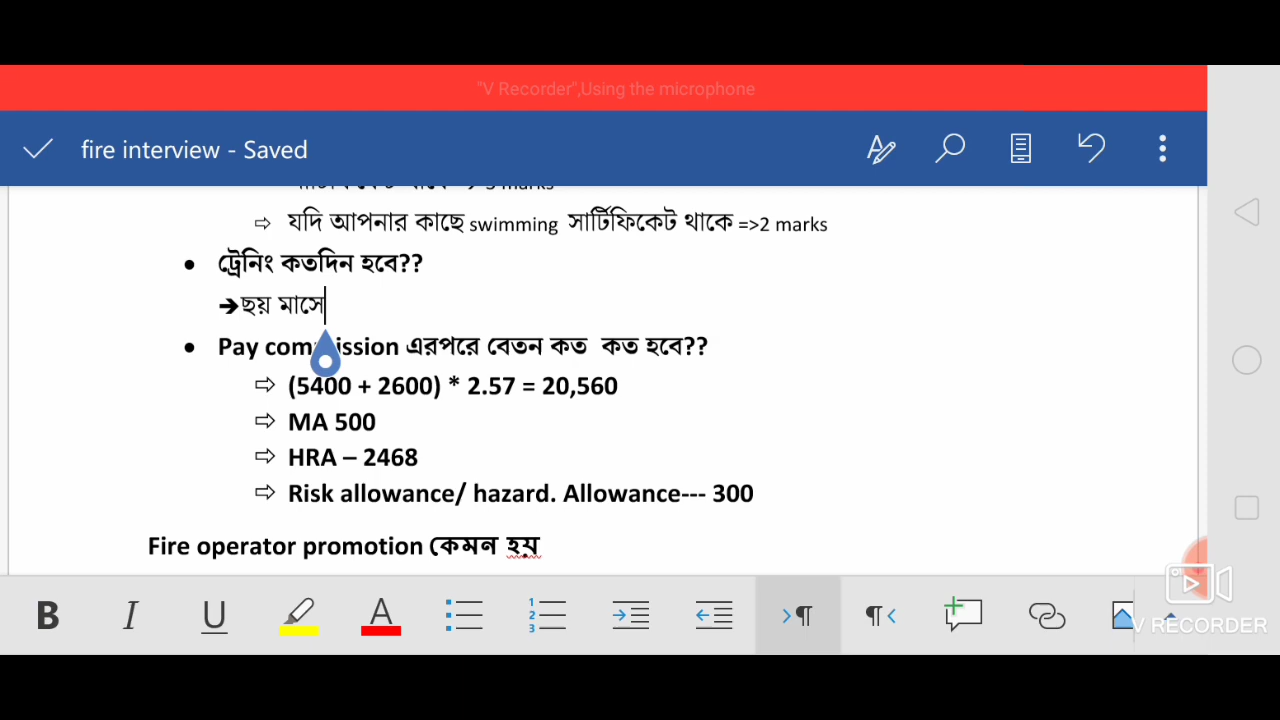 "V Recorder",Using the microphone
fire interview - Saved
⇨ যদি আপনার কাছে swimming সার্টিফিকেট থাকে =>2 marks
• ট্রেনিং কতদিন হবে??
➔ছয় মাসে
• Pay commission এরপরে বেতন কত কত হবে??
⇨ (5400 + 2600) * 2.57 = 20,560
⇨ MA 500
⇨ HRA – 2468
⇨ Risk allowance/ hazard. Allowance--- 300
Fire operator promotion কেমন হয়
B I U A
V RECORDER